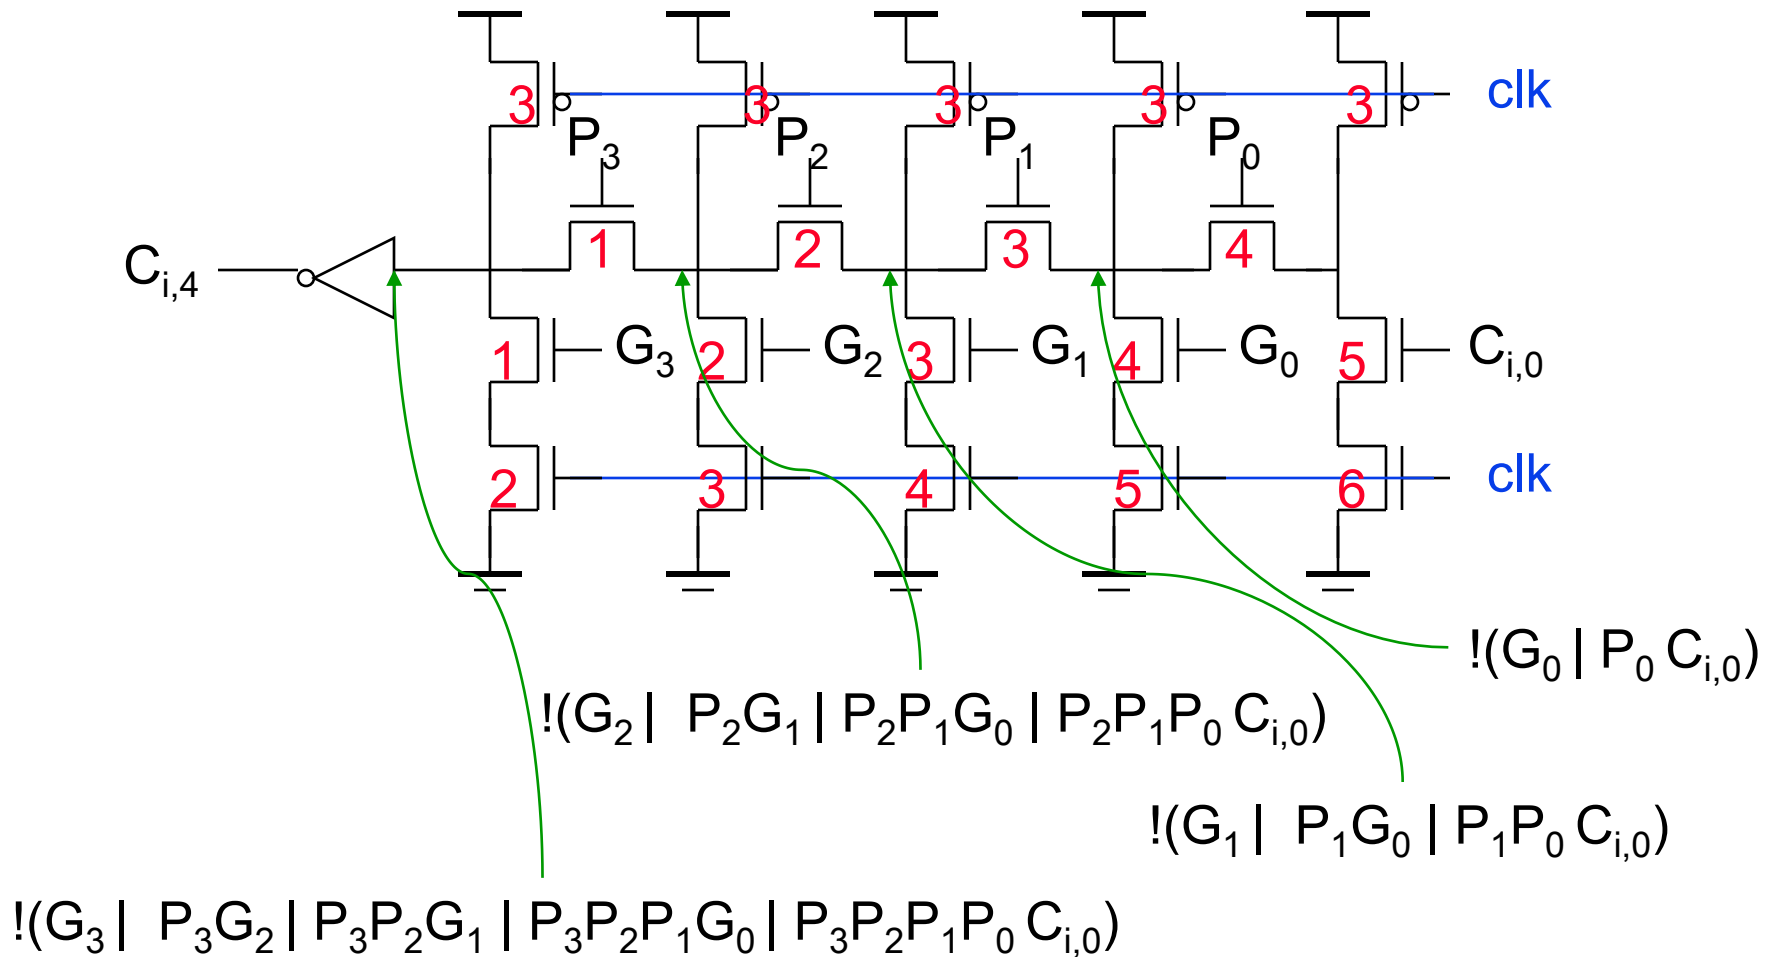 3 3 3 3 3 clk
P3 P2 P1 P0
1 2 3 4
Ci,4
1 G3 2 G2 3 G1 4 G0 5 Ci,0
2 3 4 5 6 clk
!(G0 | P0 Ci,0)
!(G2 | P2G1 | P2P1G0 | P2P1P0 Ci,0)
!(G1 | P1G0 | P1P0 Ci,0)
!(G3 | P3G2 | P3P2G1 | P3P2P1G0 | P3P2P1P0 Ci,0)